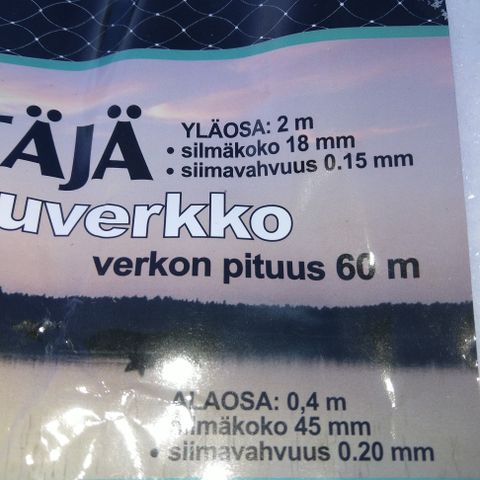 TÄJÄ
YLÄOSA: 2 m
• silmäkoko 18 mm
• siimavahvuus 0.15 mm
uverkko
verkon pituus 60 m
ALAOSA: 0,4 m
silmäkoko 45 mm
• siimavahvuus 0.20 mm